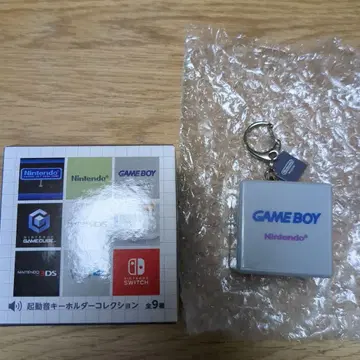 Nintendo
Nintendo®
GAME BOY
NINTENDO
GAMECUBE
NINTENDO 3DS
NINTENDO
SWITCH
起動音キーホルダーコレクション 全9種
GAME BOY
Nintendo®